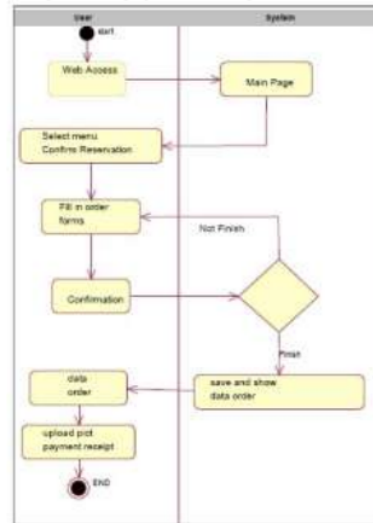 User
System
start
Web Access
Main Page
Select menu
Confirm Reservation
Fill in order
forms
Not Finish
Confirmation
Finish
data
order
save and show
data order
upload pict
payment receipt
END